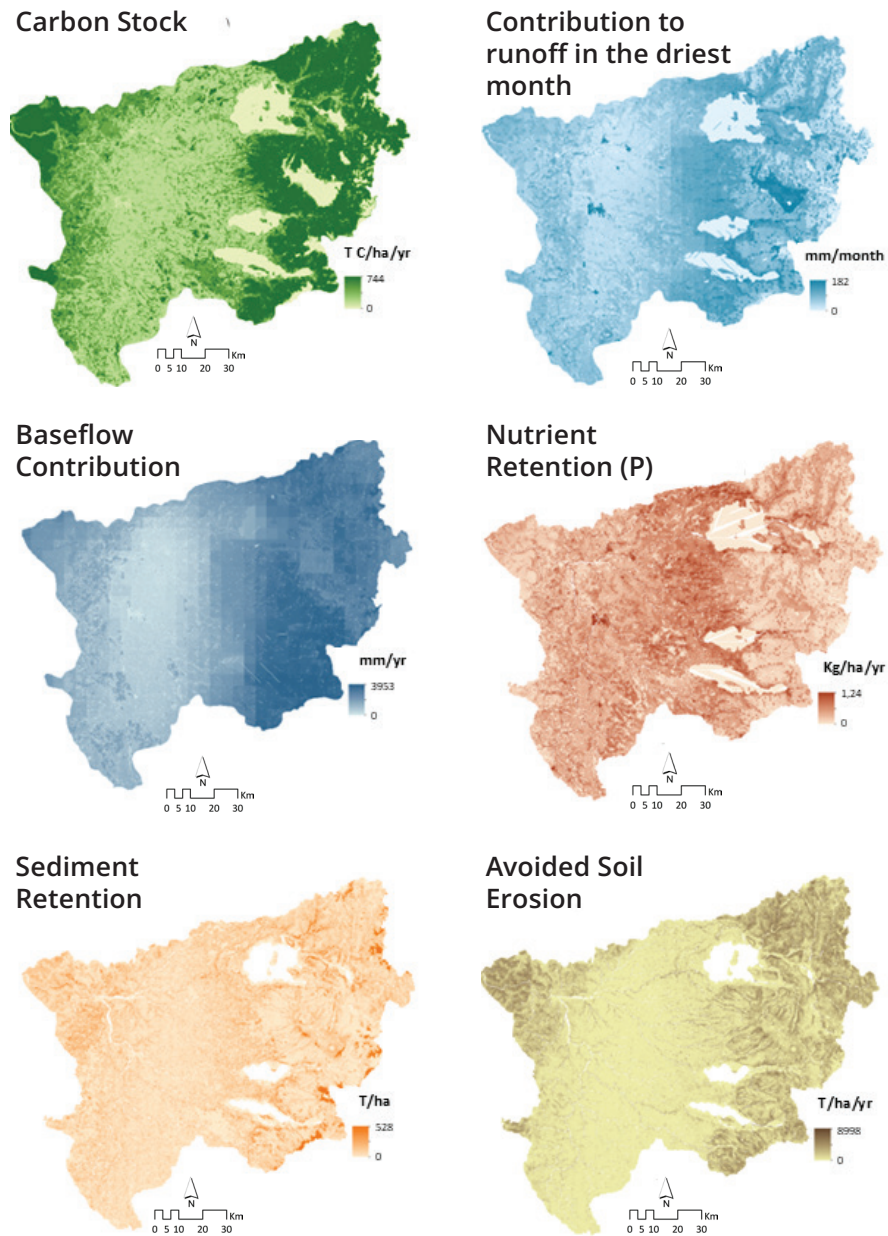 Carbon Stock
T C/ha/yr
744
0
N
0 5 10 20 30 Km
Contribution to
runoff in the driest
month
mm/month
182
0
N
0 5 10 20 30 Km
Baseflow
Contribution
mm/yr
3953
0
N
0 5 10 20 30 Km
Nutrient
Retention (P)
Kg/ha/yr
1,24
0
N
0 5 10 20 30 Km
Sediment
Retention
T/ha
528
0
N
0 5 10 20 30 Km
Avoided Soil
Erosion
T/ha/yr
8998
0
N
0 5 10 20 30 Km